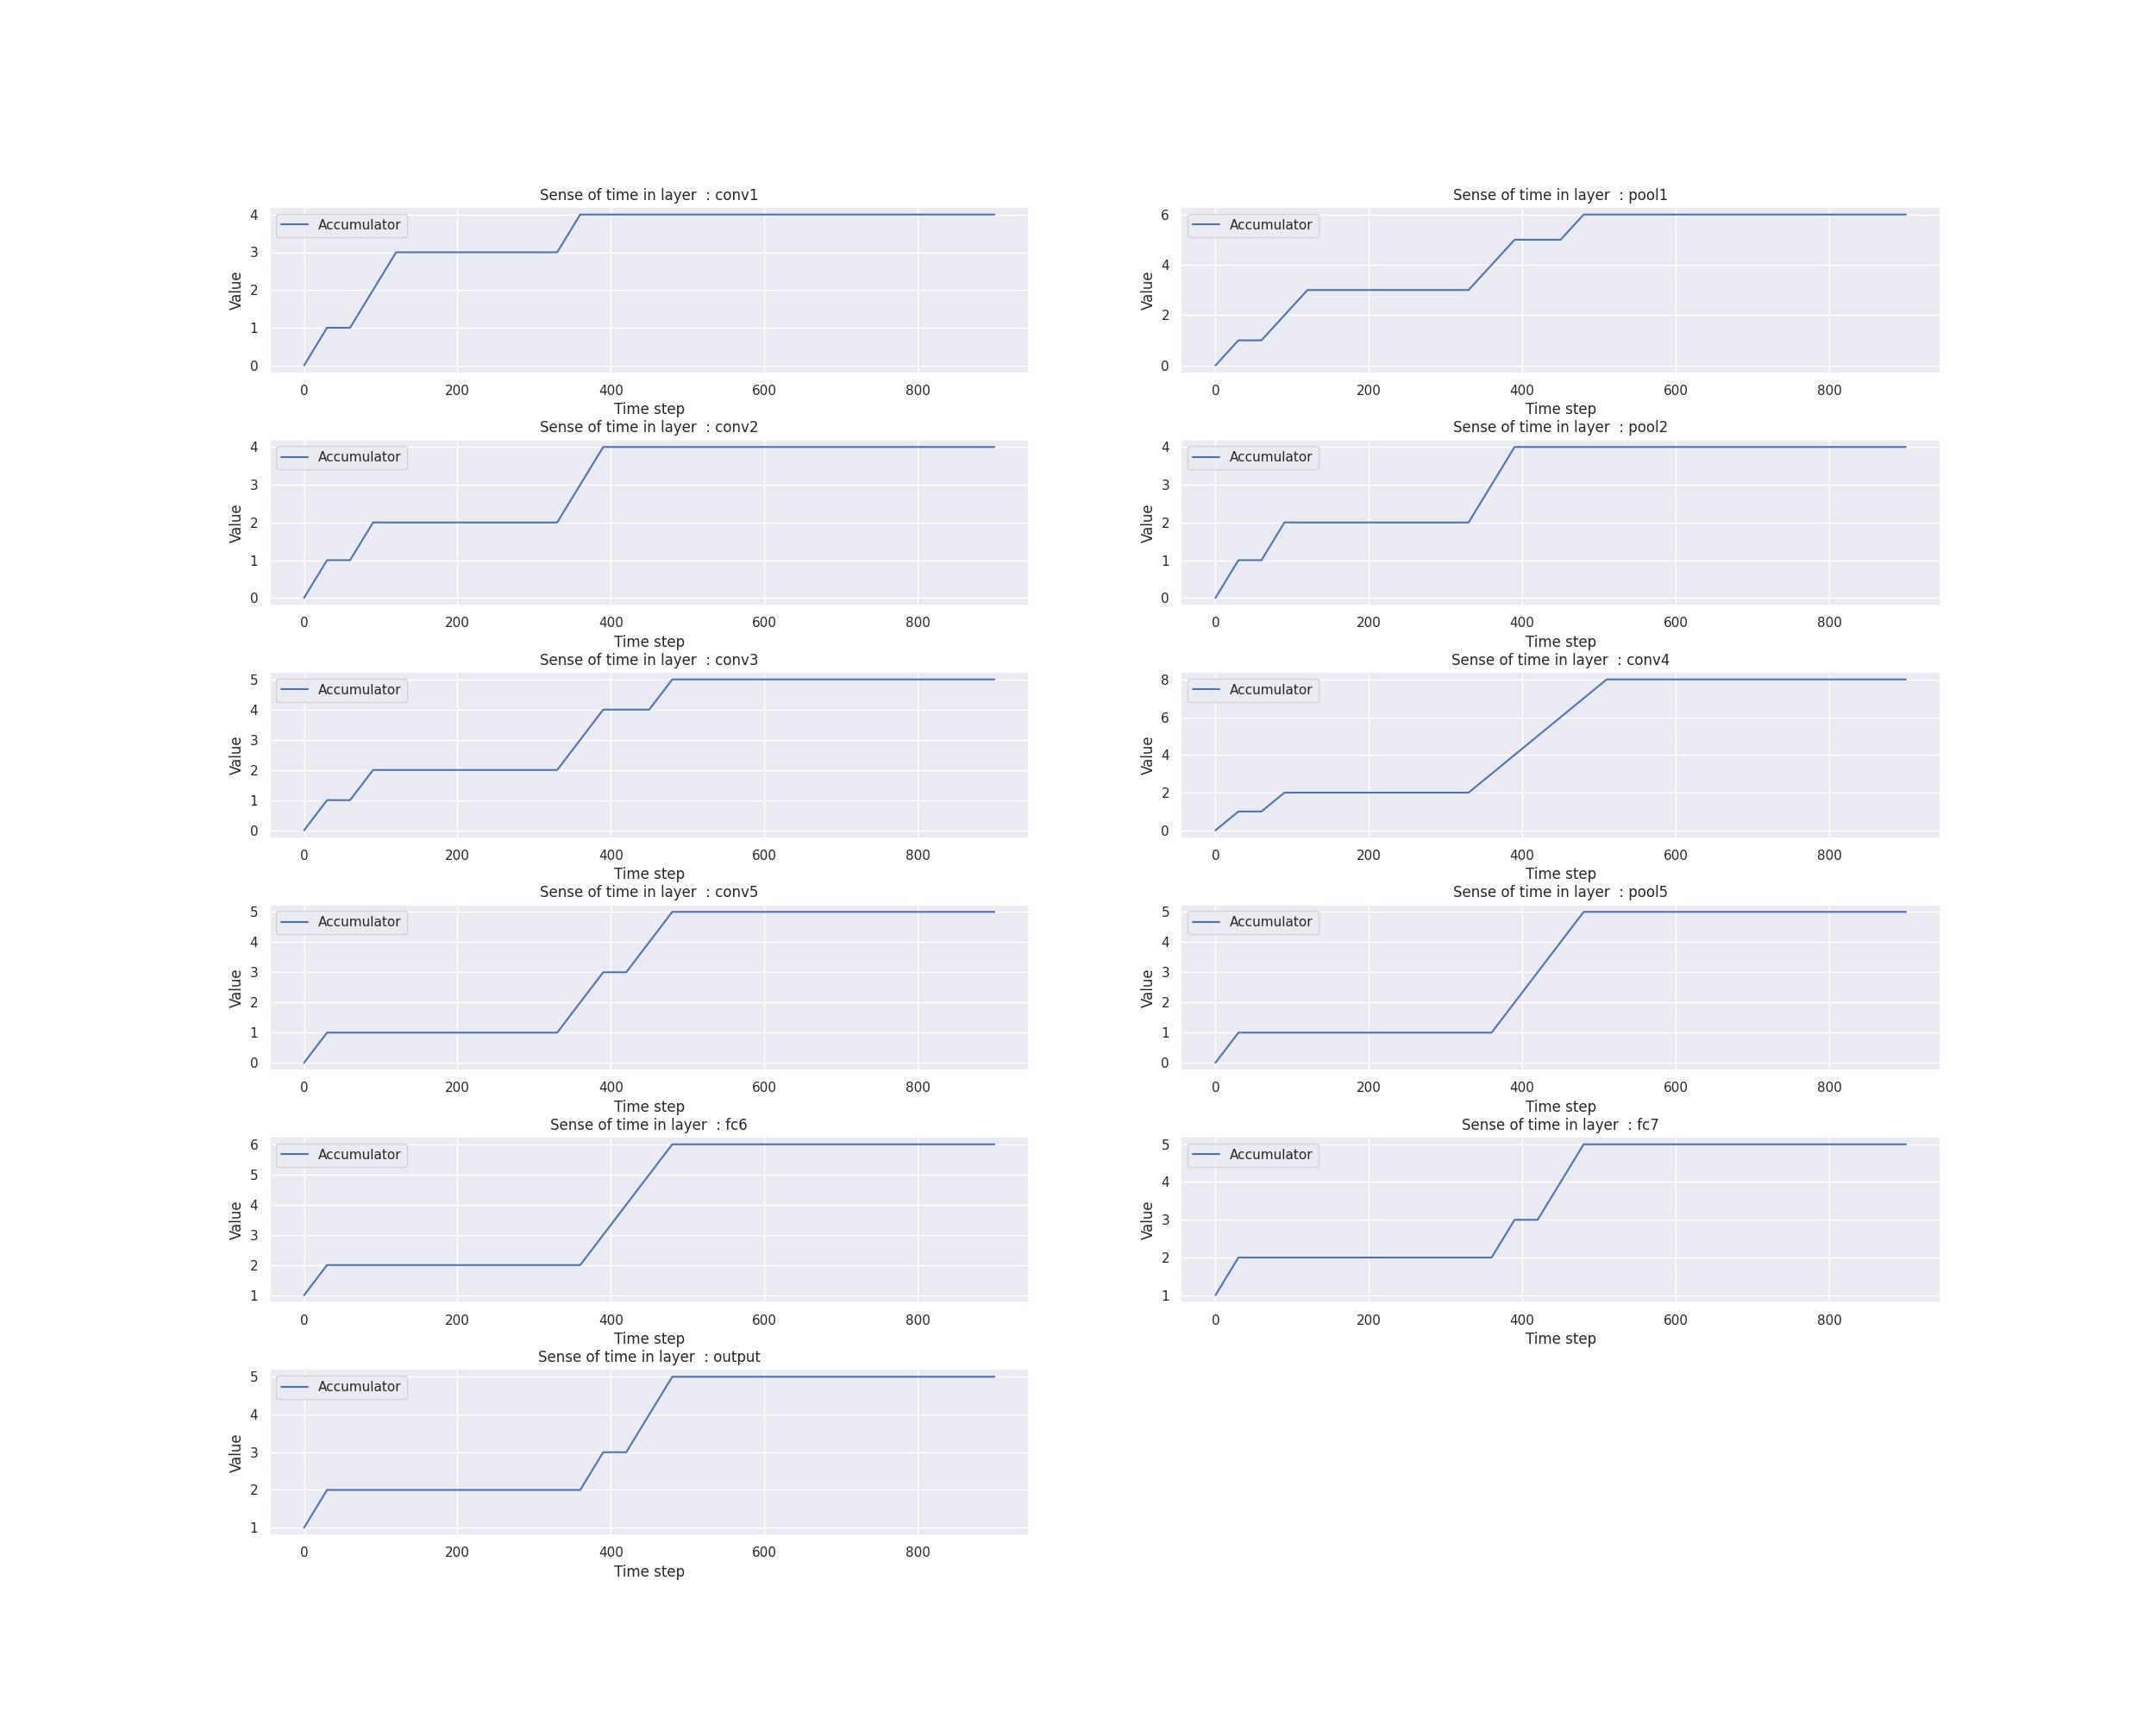 Sense of time in layer  : conv1
Accumulator
Value
4
3
2
1
0
0 200 400 600 800
Time step
Sense of time in layer  : pool1
Accumulator
Value
6
4
2
0
0 200 400 600 800
Time step
Sense of time in layer  : conv2
Accumulator
Value
4
3
2
1
0
0 200 400 600 800
Time step
Sense of time in layer  : pool2
Accumulator
Value
4
3
2
1
0
0 200 400 600 800
Time step
Sense of time in layer  : conv3
Accumulator
Value
5
4
3
2
1
0
0 200 400 600 800
Time step
Sense of time in layer  : conv4
Accumulator
Value
8
6
4
2
0
0 200 400 600 800
Time step
Sense of time in layer  : conv5
Accumulator
Value
5
4
3
2
1
0
0 200 400 600 800
Time step
Sense of time in layer  : pool5
Accumulator
Value
5
4
3
2
1
0
0 200 400 600 800
Time step
Sense of time in layer  : fc6
Accumulator
Value
6
5
4
3
2
1
0 200 400 600 800
Time step
Sense of time in layer  : fc7
Accumulator
Value
5
4
3
2
1
0 200 400 600 800
Time step
Sense of time in layer  : output
Accumulator
Value
5
4
3
2
1
0 200 400 600 800
Time step